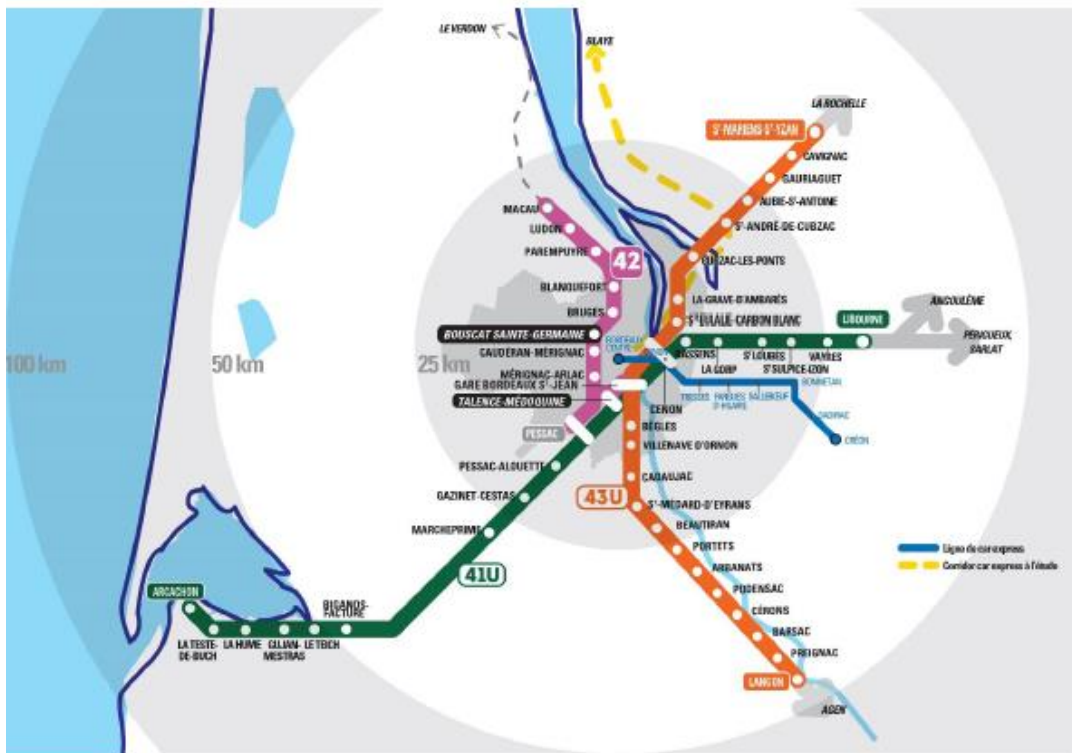 LE VERDON
BLAYE
LA ROCHELLE
ST-MARIENS-ST-YZAN
CAVIGNAC
GAURIAGUET
AUBIE-ST-ANTOINE
ST-ANDRÉ-DE-CUBZAC
CUBZAC-LES-PONTS
MACAU
LUDON
PAREMPUYRE
42
BLANQUEFORT
BRUGES
LA-GRAVE-D'AMBARÈS
STE EULALIE-CARBON BLANC
LIBOURNE
ANGOULÊME
PÉRIGUEUX,
SARLAT
BOUSCAT SAINTE-GERMAINE
BORDEAUX
CENTRE
CAUDÉRAN-MÉRIGNAC
100 km
50 km
25 km
BASSENS
ST LOUBÈS
VAYRES
LA GORP
ST SULPICE-IZON
MÉRIGNAC-ARLAC
GARE BORDEAUX ST-JEAN
BONNETAN
TALENCE-MÉDOQUINE
CENON
TRESSES
FARGUES
ST-HILAIRE
SALLEBŒUF
SADIRAC
CRÉON
PESSAC
BÈGLES
VILLENAVE D'ORNON
PESSAC-ALOUETTE
CADAUJAC
GAZINET-CESTAS
43U
ST-MÉDARD-D'EYRANS
MARCHEPRIME
BEAUTIRAN
PORTETS
41U
ARBANATS
PODENSAC
CÉRONS
BARSAC
PREIGNAC
LANGON
AGEN
Ligne de car express
Corridor car express à l'étude
ARCACHON
BIGANOS-
FACTURE
LA TESTE-
DE-BUCH
LA HUME
GUJAN-
MESTRAS
LE TEICH